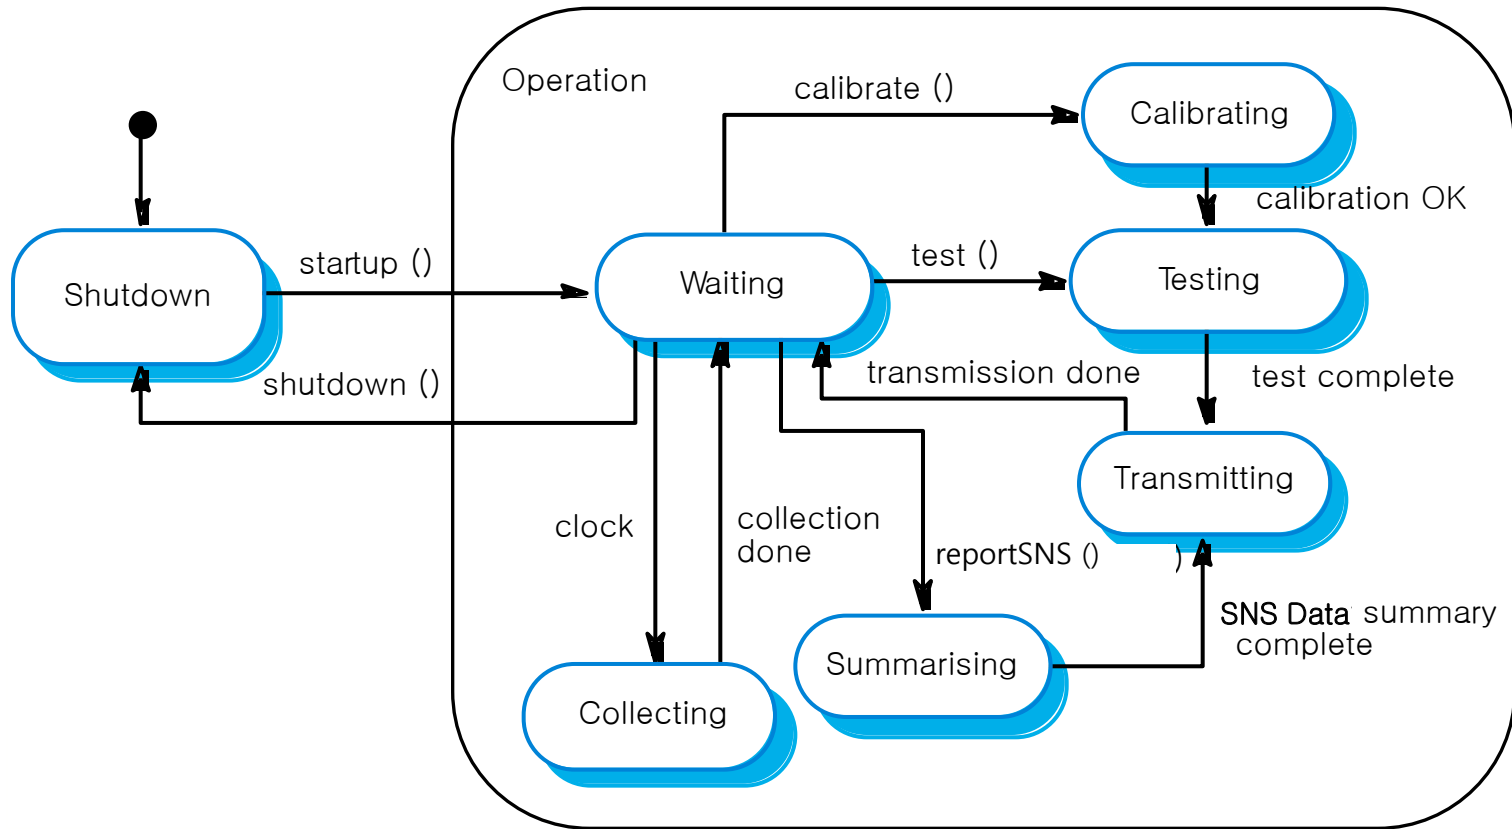 Operation
calibrate ()
Calibrating
calibration OK
startup ()
test ()
Shutdown
Waiting
Testing
shutdown ()
transmission done
test complete
Transmitting
clock
collection
done
reportSNS ()
)
SNS Data summary
complete
Summarising
Collecting